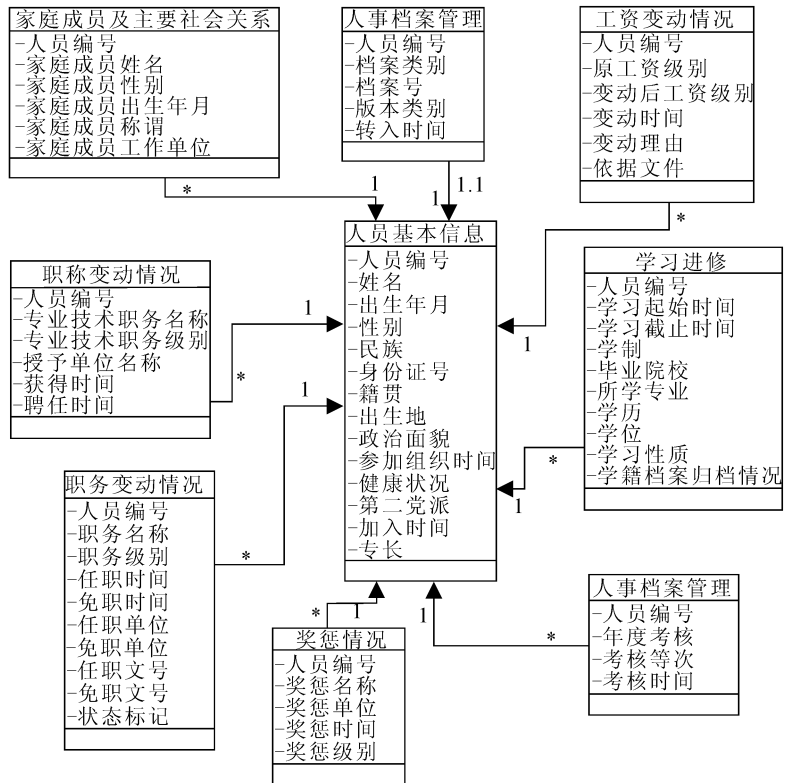 家庭成员及主要社会关系
-人员编号
-家庭成员姓名
-家庭成员性别
-家庭成员出生年月
-家庭成员称谓
-家庭成员工作单位
*
1
人事档案管理
-人员编号
-档案类别
-档案号
-版本类别
-转入时间
1.1
1
工资变动情况
-人员编号
-原工资级别
-变动后工资级别
-变动时间
-变动理由
-依据文件
*
1
职称变动情况
-人员编号
-专业技术职务名称
-专业技术职务级别
-授予单位名称
-获得时间
-聘任时间
1
*
人员基本信息
-人员编号
-姓名
-出生年月
-性别
-民族
-身份证号
-籍贯
-出生地
-政治面貌
-参加组织时间
-健康状况
-第二党派
-加入时间
-专长
学习进修
-人员编号
-学习起始时间
-学习截止时间
-学制
-毕业院校
-所学专业
-学历
-学位
-学习性质
-学籍档案归档情况
*
1
职务变动情况
-人员编号
-职务名称
-职务级别
-任职时间
-免职时间
-任职单位
-免职单位
-任职文号
-免职文号
-状态标记
1
*
奖惩情况
-人员编号
-奖惩名称
-奖惩单位
-奖惩时间
-奖惩级别
*
1
人事档案管理
-人员编号
-年度考核
-考核等次
-考核时间
1
*